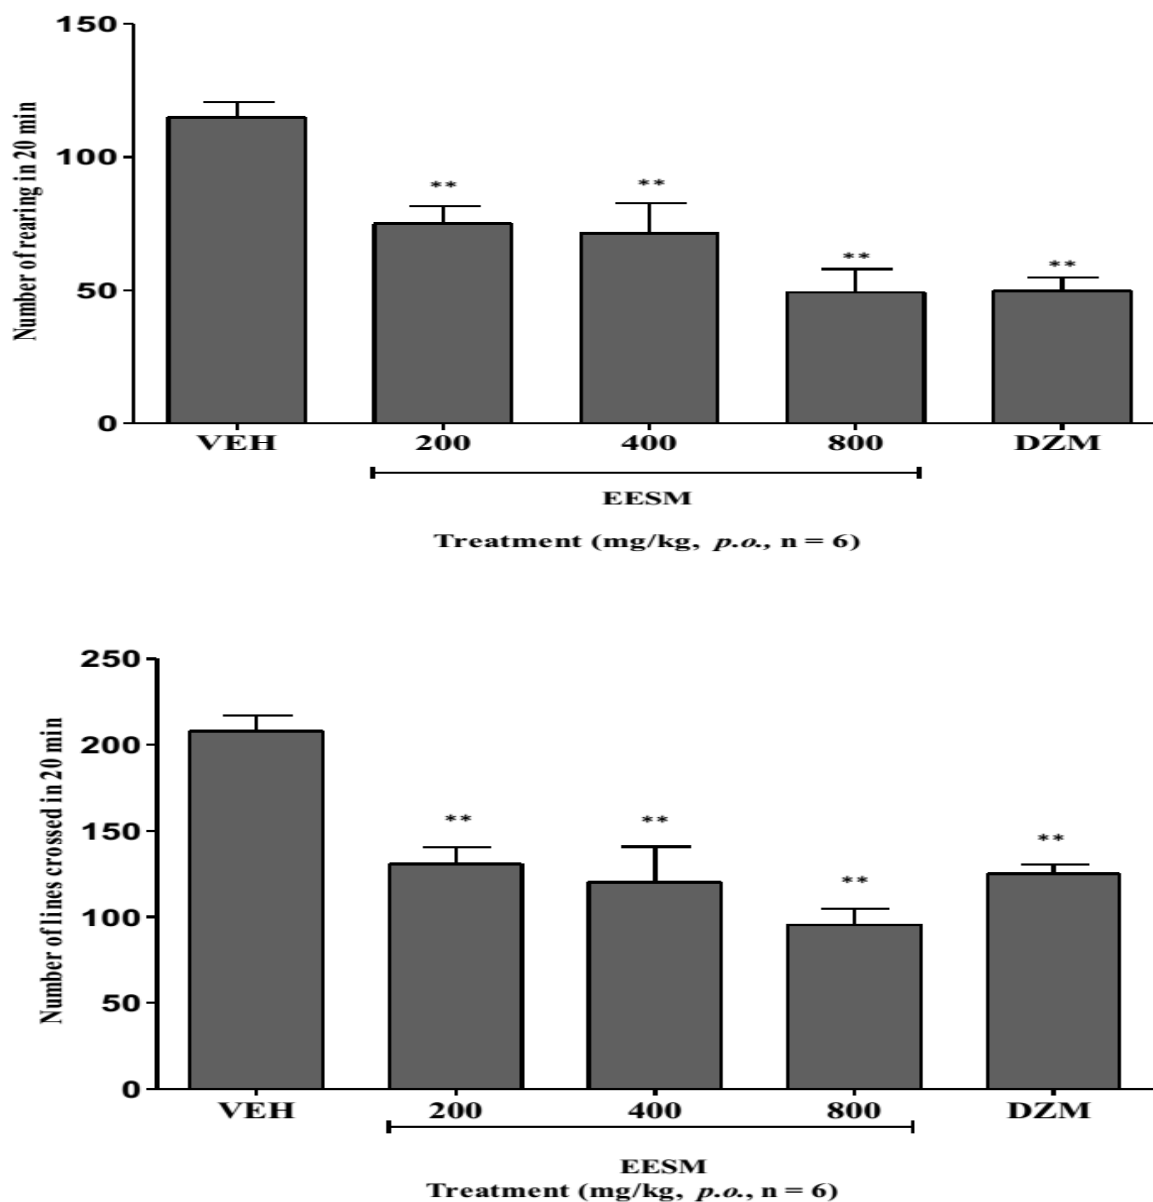 150
100
50
0
Number of rearing in 20 min
**
**
**
**
VEH 200 400 800 DZM
EESM
Treatment (mg/kg, p.o., n = 6)
250
200
150
100
50
0
Number of lines crossed in 20 min
**
**
**
**
VEH 200 400 800 DZM
EESM
Treatment (mg/kg, p.o., n = 6)